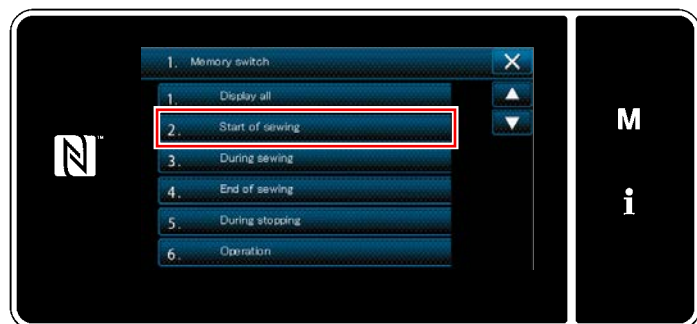 1. Memory switch
1. Display all
2. Start of sewing
3. During sewing
4. End of sewing
5. During stopping
6. Operation
M
i